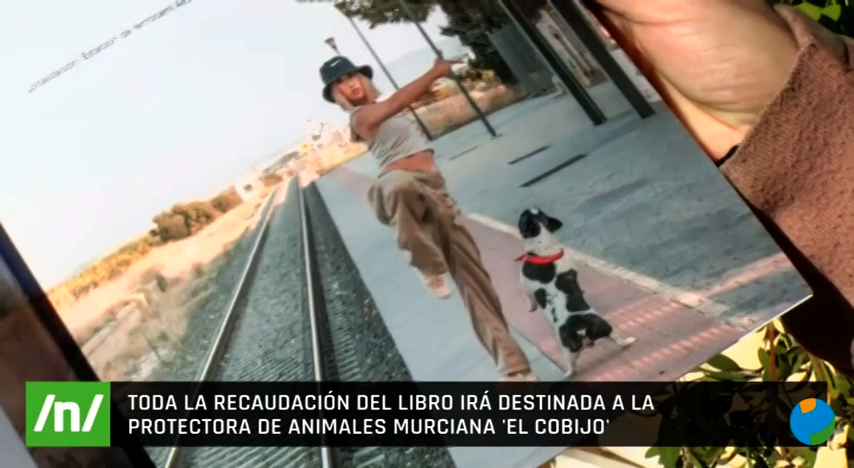 /n/
TODA LA RECAUDACIÓN DEL LIBRO IRÁ DESTINADA A LA
PROTECTORA DE ANIMALES MURCIANA 'EL COBIJO'